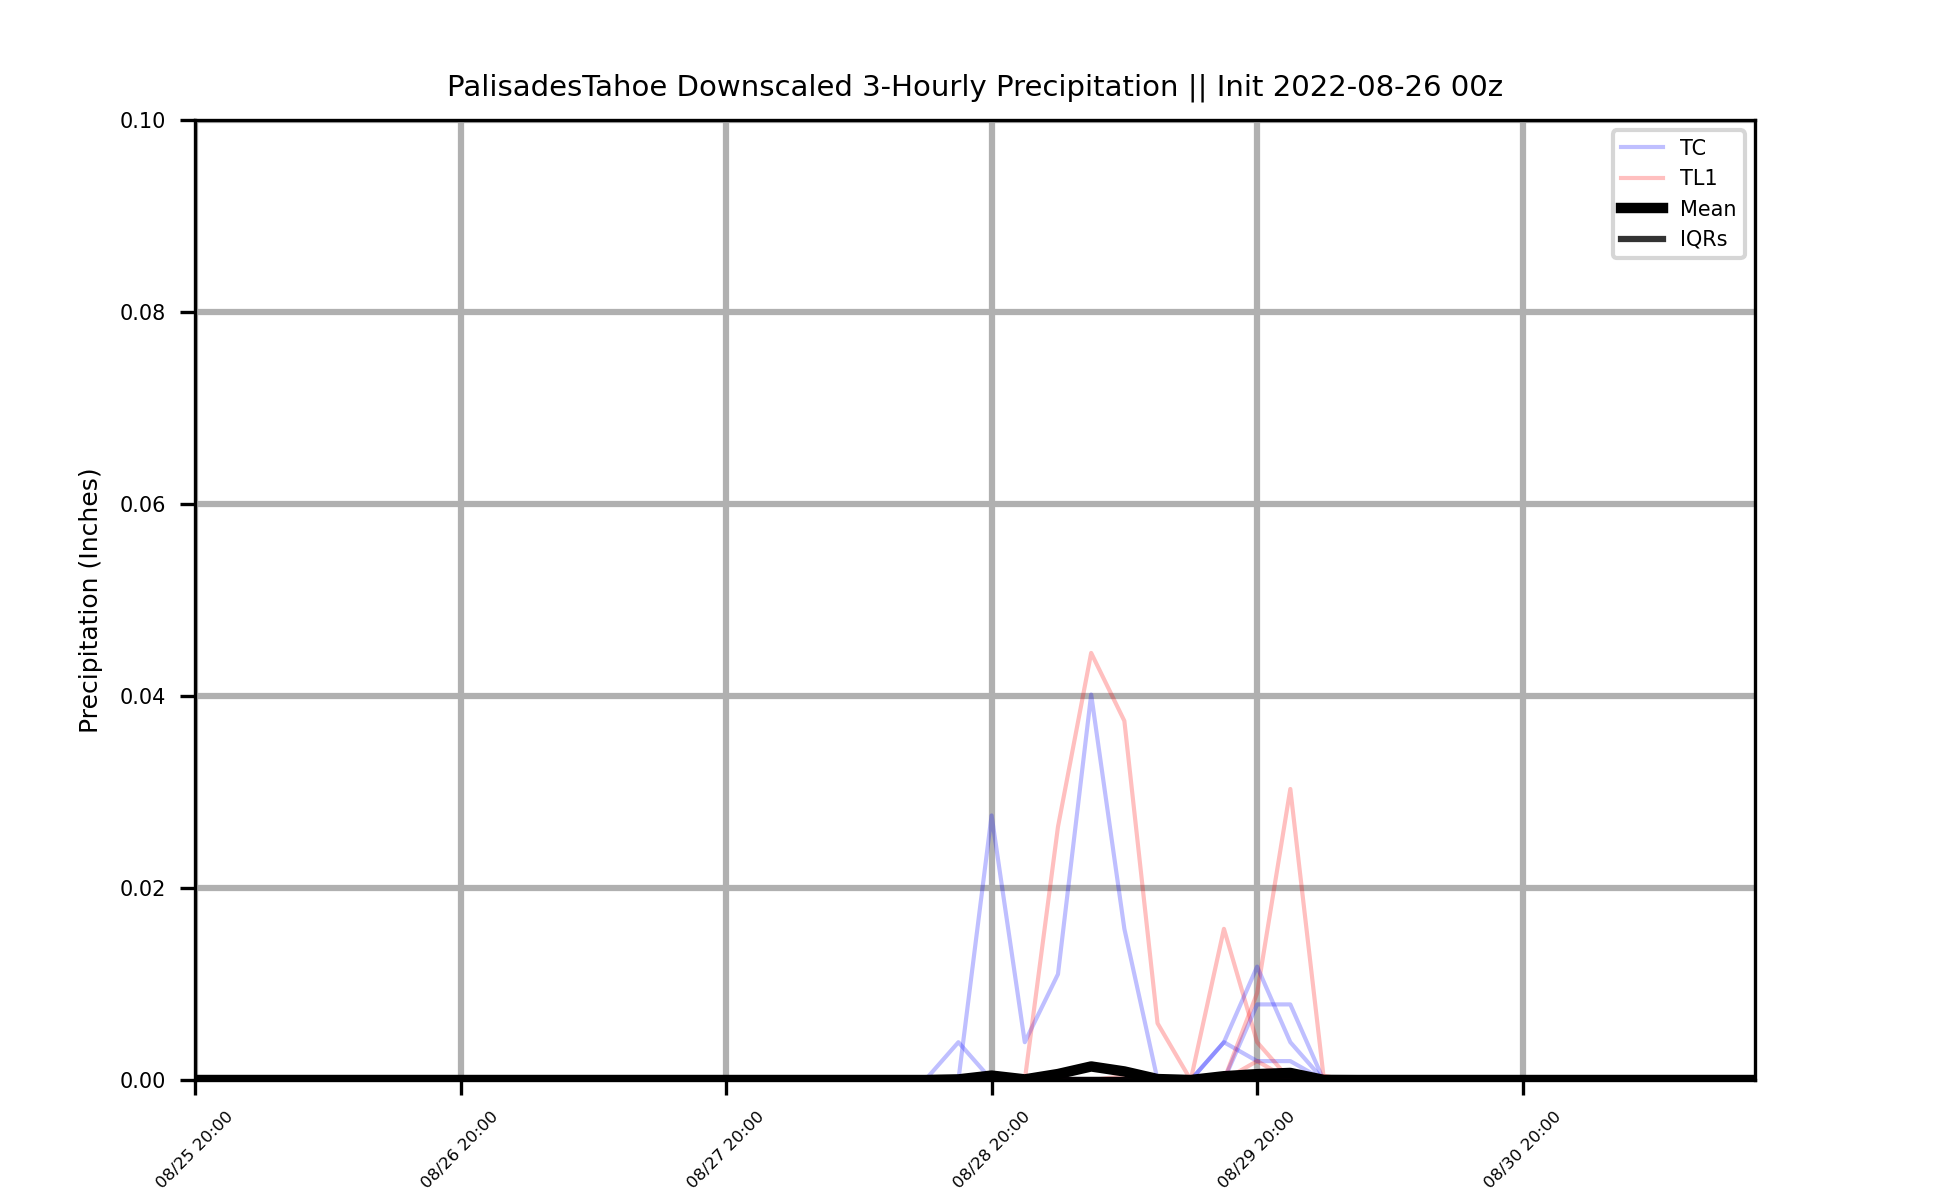 PalisadesTahoe Downscaled 3-Hourly Precipitation || Init 2022-08-26 00z
Precipitation (Inches)
0.10
0.08
0.06
0.04
0.02
0.00
TC
TL1
Mean
IQRs
08/25 20:00
08/26 20:00
08/27 20:00
08/28 20:00
08/29 20:00
08/30 20:00